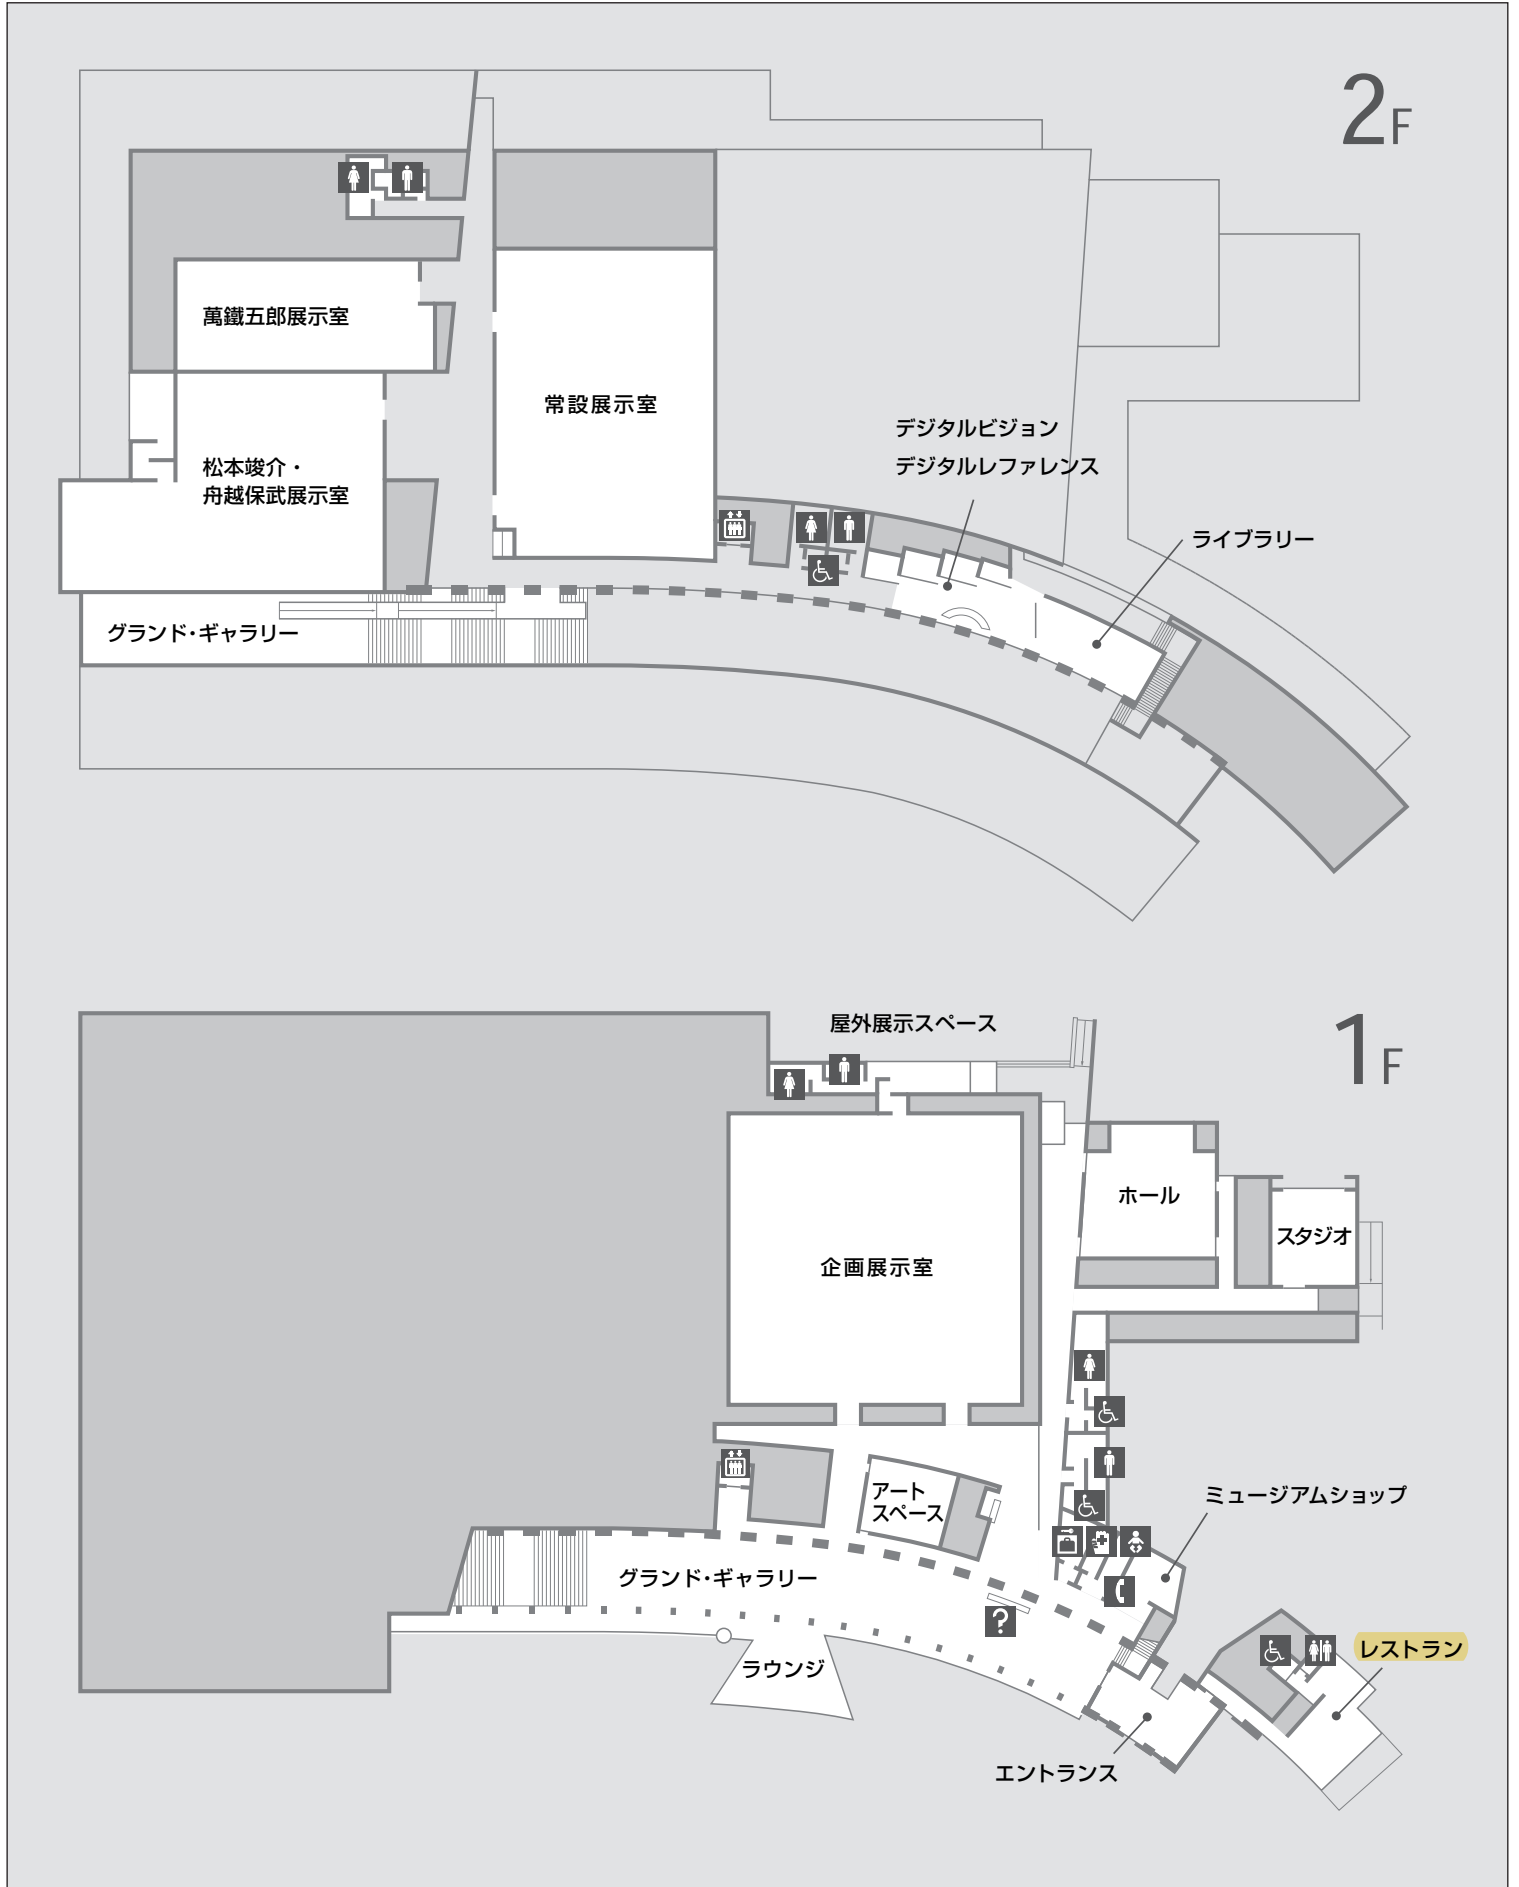 2F
萬鐵五郎展示室
常設展示室
デジタルビジョン
デジタルレファレンス
松本竣介・
舟越保武展示室
ライブラリー
グランド・ギャラリー
1F
屋外展示スペース
ホール
スタジオ
企画展示室
アート
スペース
ミュージアムショップ
グランド・ギャラリー
?
レストラン
ラウンジ
エントランス